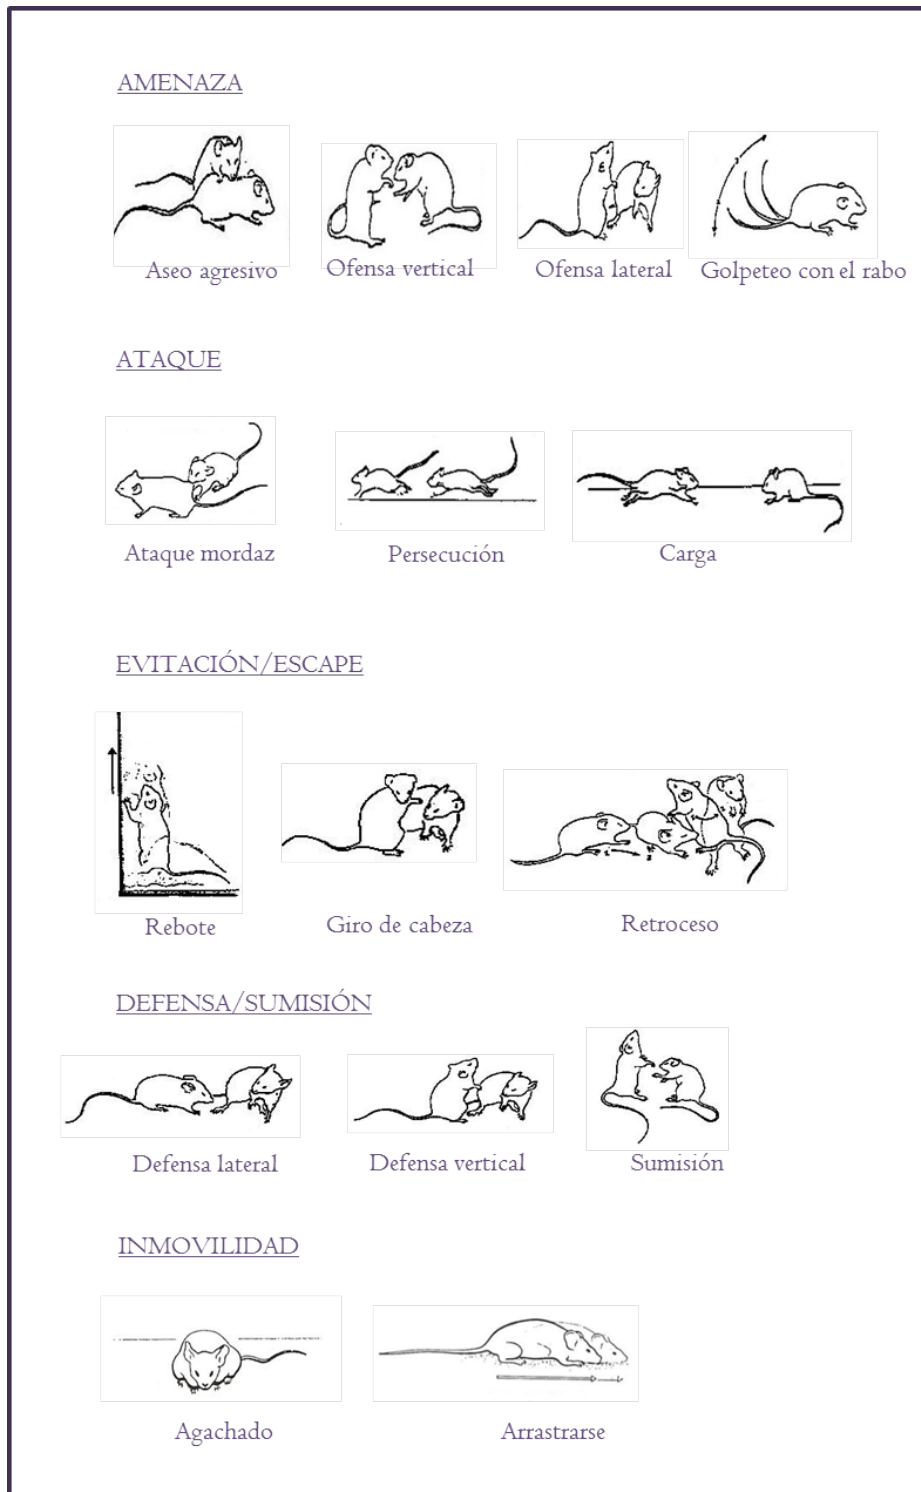 AMENAZA
Aseo agresivo
Ofensa vertical
Ofensa lateral
Golpeteo con el rabo
ATAQUE
Ataque mordaz
Persecución
Carga
EVITACIÓN/ESCAPE
Rebote
Giro de cabeza
Retroceso
DEFENSA/SUMISIÓN
Defensa lateral
Defensa vertical
Sumisión
INMOVILIDAD
Agachado
Arrastrarse